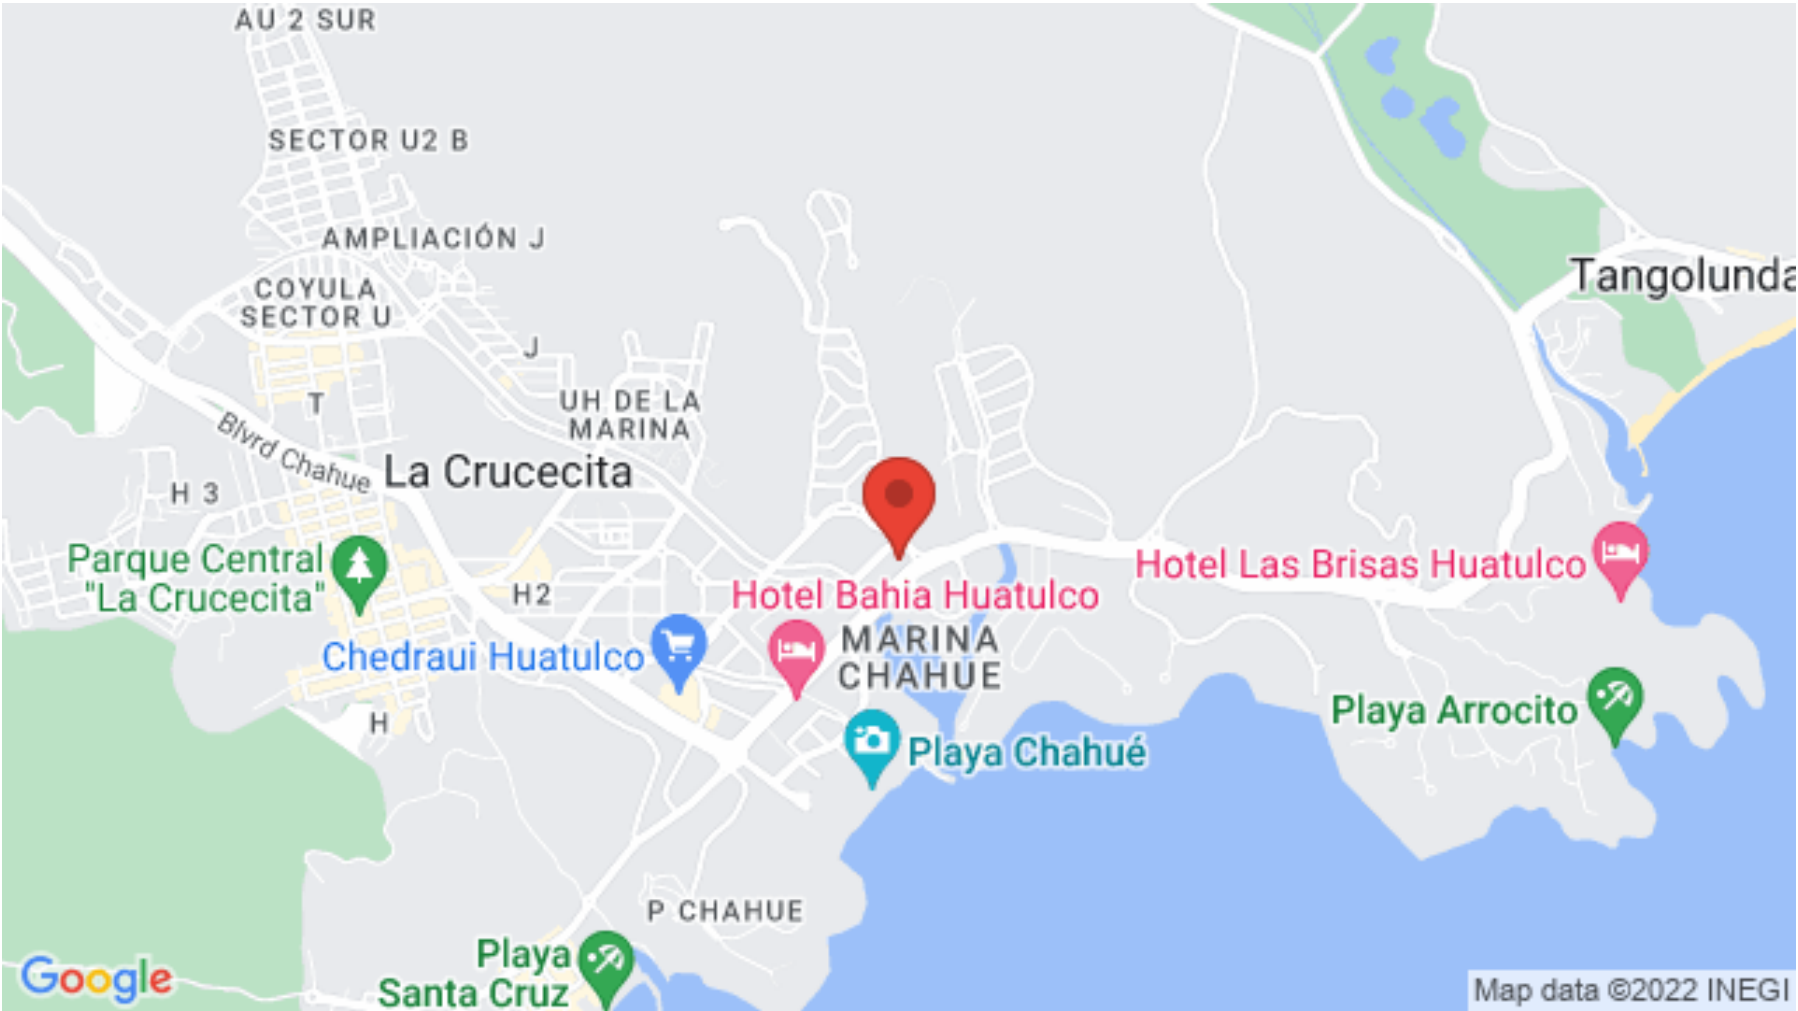 AU 2 SUR
SECTOR U2 B
AMPLIACIÓN J
COYULA
SECTOR U
Tangolunda
J
T
UH DE LA
MARINA
Blvrd Chahue
La Crucecita
H 3
Parque Central
"La Crucecita"
H2
Hotel Bahia Huatulco
Hotel Las Brisas Huatulco
Chedraui Huatulco
MARINA
CHAHUE
H
Playa Arrocito
Playa Chahué
P CHAHUE
Playa
Santa Cruz
Google
Map data ©2022 INEGI